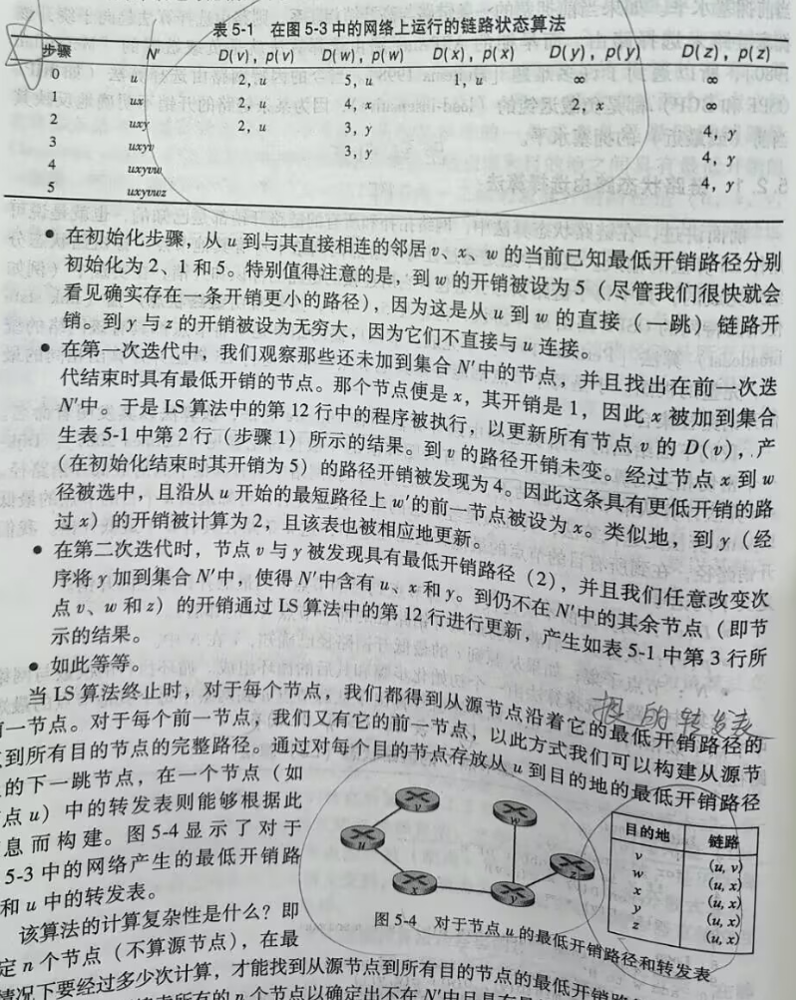 表 5-1 在图 5-3 中的网络上运行的链路状态算法
步骤 N' D(v), p(v) D(w), p(w) D(x), p(x) D(y), p(y) D(z), p(z)
0 u 2, u 5, u 1, u ∞ ∞
1 ux 2, u 4, x 2, x ∞
2 uxy 2, u 3, y 4, y
3 uxyv 3, y 4, y
4 uxyvw 4, y
5 uxyvwz
• 在初始化步骤，从 u 到与其直接相连的邻居 v、x、w 的当前已知最低开销路径分别
初始化为 2、1 和 5。特别值得注意的是，到 w 的开销被设为 5（尽管我们很快就会
看见确实存在一条开销更小的路径），因为这是从 u 到 w 的直接（一跳）链路开
销。到 y 与 z 的开销被设为无穷大，因为它们不直接与 u 连接。
• 在第一次迭代中，我们观察那些还未加到集合 N'中的节点，并且找出在前一次迭
代结束时具有最低开销的节点。那个节点便是 x，其开销是 1，因此 x 被加到集合
N'中。于是 LS 算法中的第 12 行中的程序被执行，以更新所有节点 v 的 D(v)，产
生表 5-1 中第 2 行（步骤 1）所示的结果。到 v 的路径开销未变。经过节点 x 到 w
（在初始化结束时其开销为 5）的路径开销被发现为 4。因此这条具有更低开销的路
径被选中，且沿从 u 开始的最短路径上 w'的前一节点被设为 x。类似地，到 y（经
过 x）的开销被计算为 2，且该表也被相应地更新。
• 在第二次迭代时，节点 v 与 y 被发现具有最低开销路径（2），并且我们任意改变次
序将 y 加到集合 N'中，使得 N'中含有 u、x 和 y。到仍不在 N'中的其余节点（即节
点 v、w 和 z）的开销通过 LS 算法中的第 12 行进行更新，产生如表 5-1 中第 3 行所
示的结果。
• 如此等等。
当 LS 算法终止时，对于每个节点，我们都得到从源节点沿着它的最低开销路径的
一节点。对于每个前一节点，我们又有它的前一节点，以此方式我们可以构建从源节
到所有目的节点的完整路径。通过对每个目的节点存放从 u 到目的地的最低开销路径
的转发表
的下一跳节点，在一个节点（如
点 u）中的转发表则能够根据此
息而构建。图 5-4 显示了对于
5-3 中的网络产生的最低开销路
和 u 中的转发表。
v
w
u
x
y
目的地 链路
v (u, v)
w (u, x)
x (u, x)
y (u, x)
z (u, x)
图 5-4 对于节点 u 的最低开销路径和转发表
该算法的计算复杂性是什么？即
定 n 个节点（不算源节点），在最
情况下要经过多少次计算，才能找到从源节点到所有目的节点的最低开销
所有的 n 个节点以确定出不在 N'中且具有